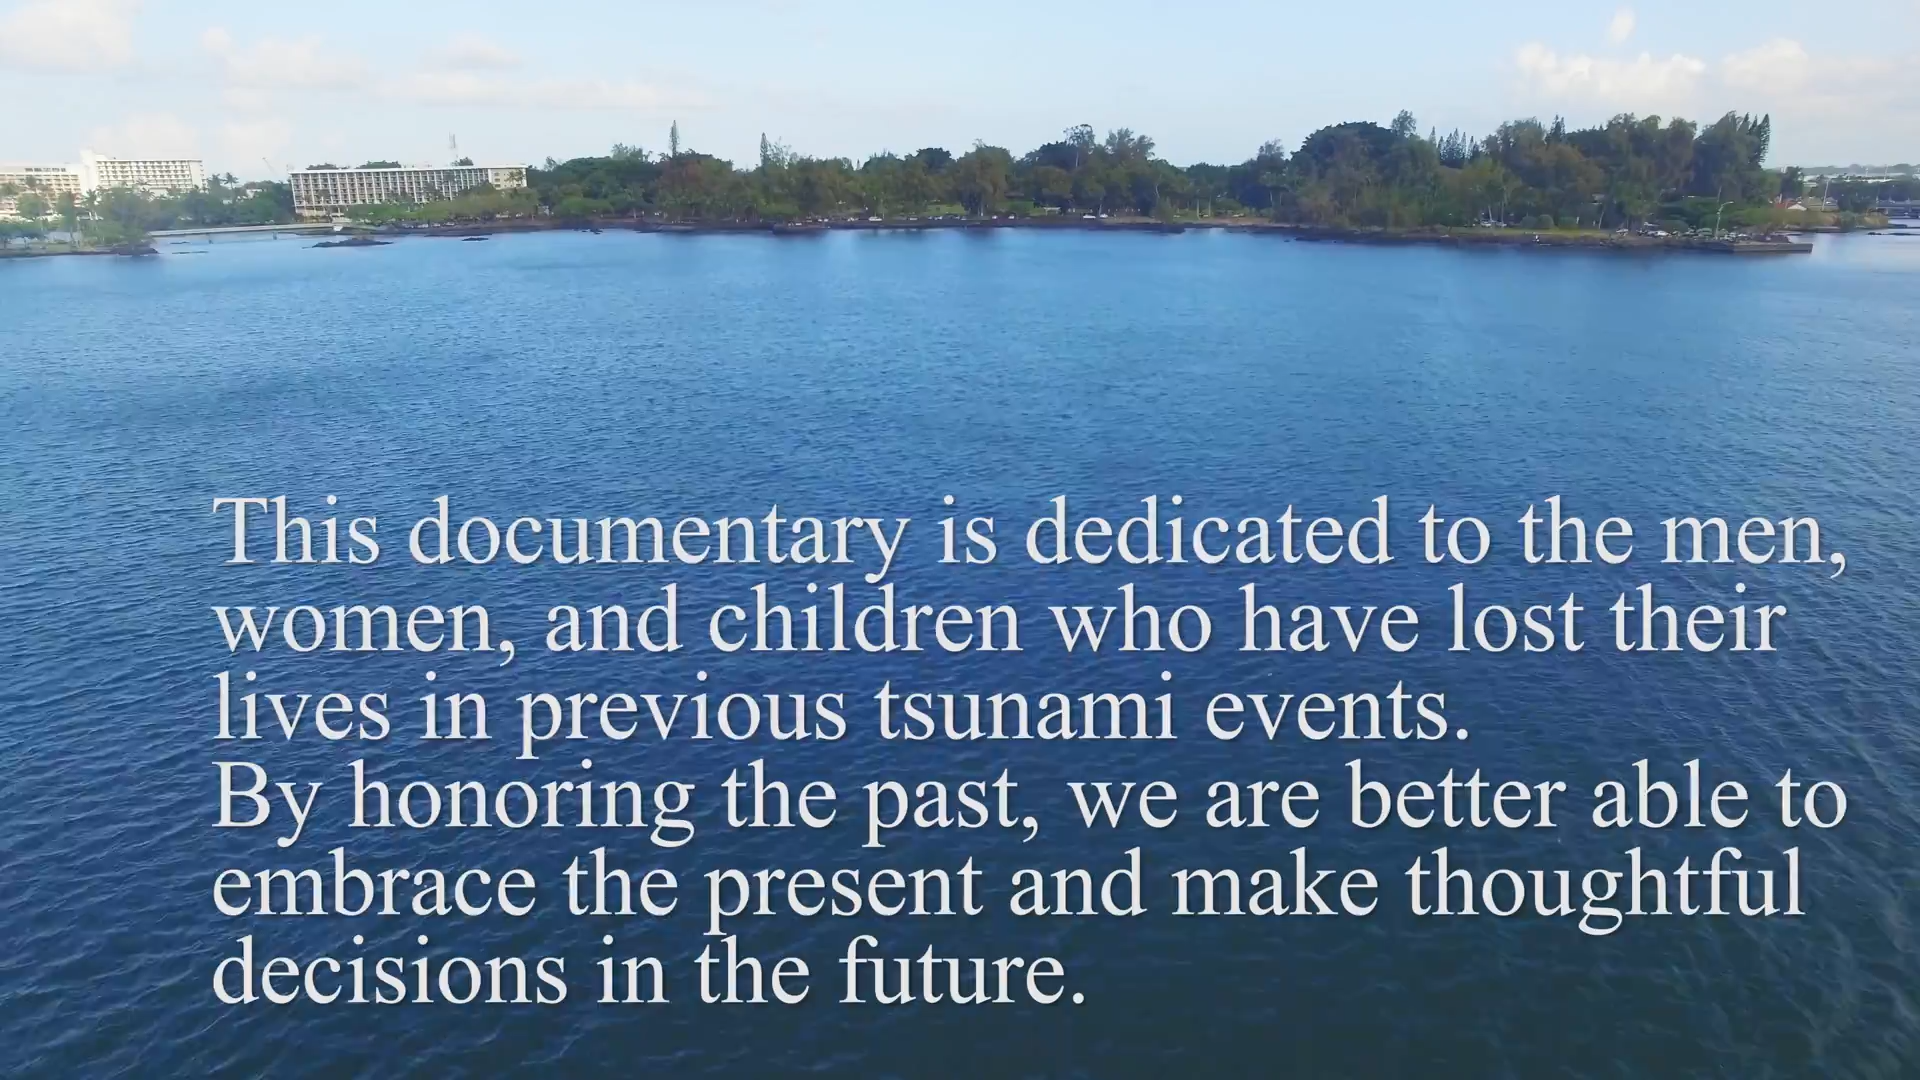 This documentary is dedicated to the men,
women, and children who have lost their
lives in previous tsunami events.
By honoring the past, we are better able to
embrace the present and make thoughtful
decisions in the future.